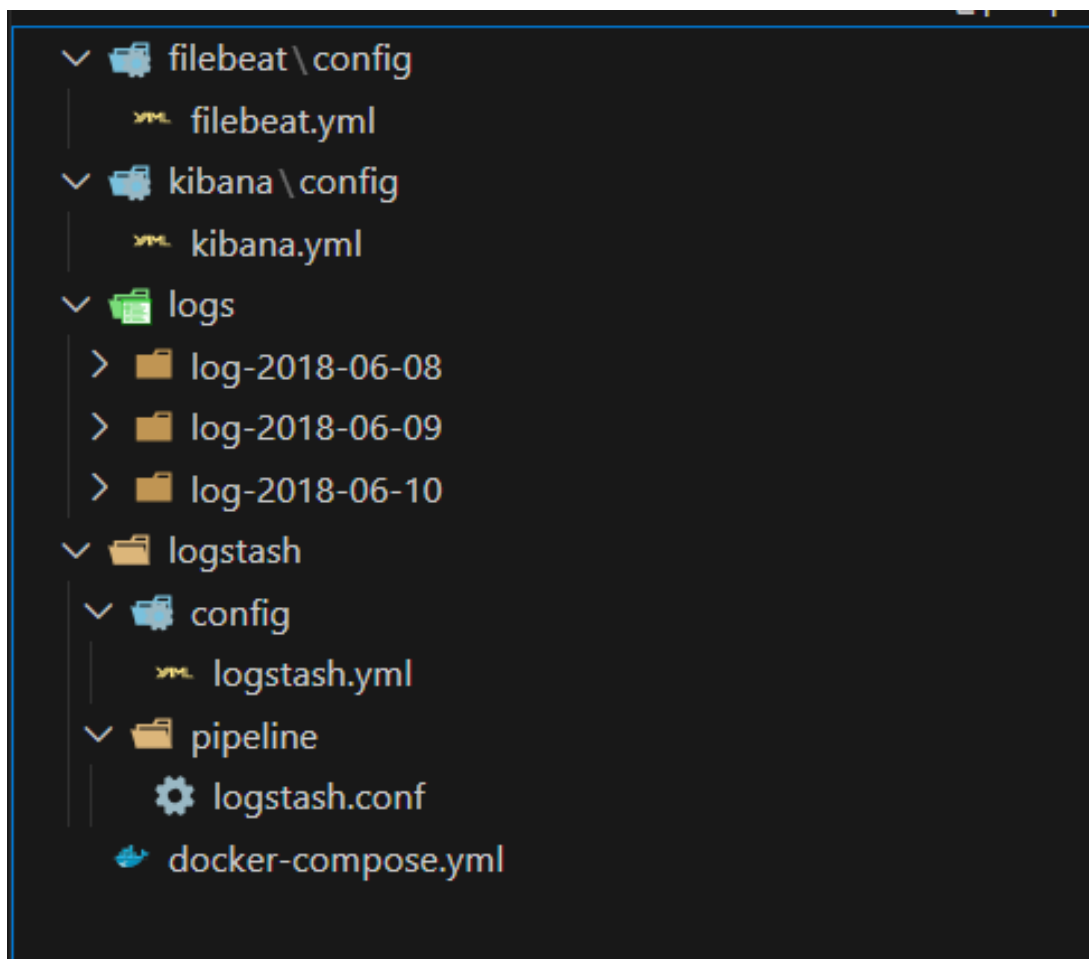 filebeat\config
filebeat.yml
kibana\config
kibana.yml
logs
log-2018-06-08
log-2018-06-09
log-2018-06-10
logstash
config
logstash.yml
pipeline
logstash.conf
docker-compose.yml